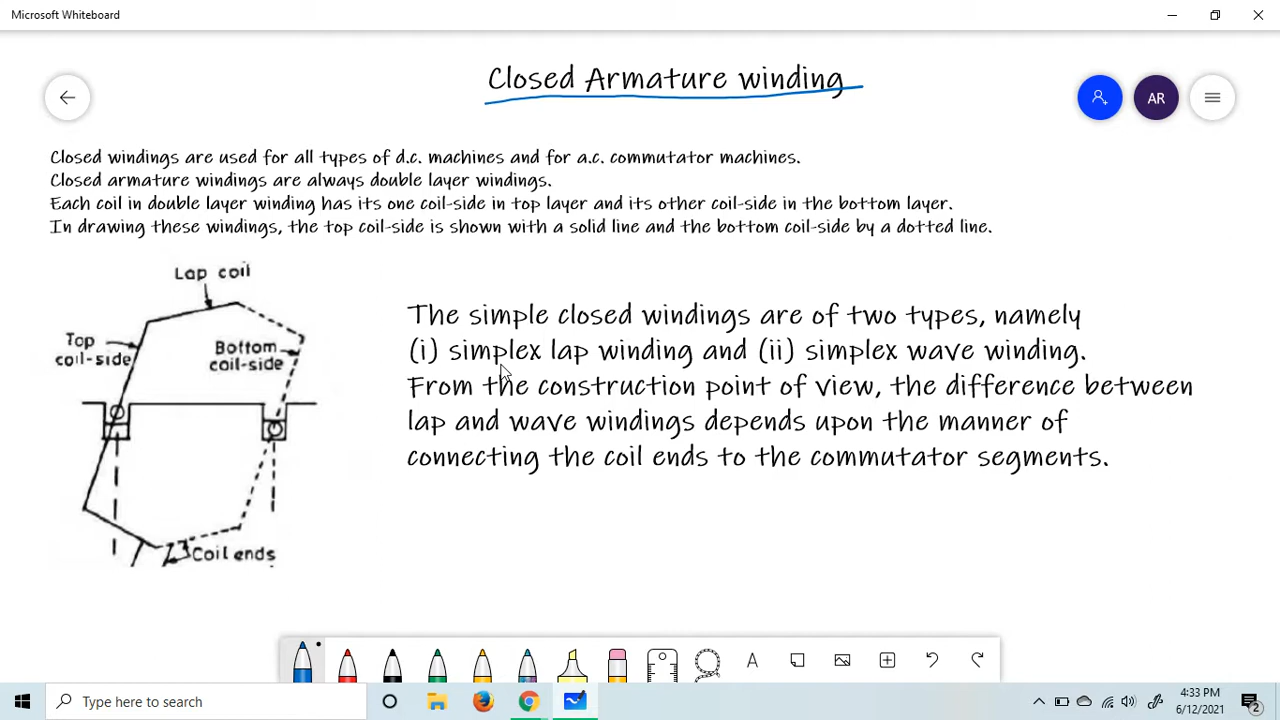 Microsoft Whiteboard
Closed Armature winding
AR
Closed windings are used for all types of d.c. machines and for a.c. commutator machines.
Closed armature windings are always double layer windings.
Each coil in double layer winding has its one coil-side in top layer and its other coil-side in the bottom layer.
In drawing these windings, the top coil-side is shown with a solid line and the bottom coil-side by a dotted line.
Lap coil
Top
coil-side
Bottom
coil-side
Coil ends
The simple closed windings are of two types, namely
(i) simplex lap winding and (ii) simplex wave winding.
From the construction point of view, the difference between
lap and wave windings depends upon the manner of
connecting the coil ends to the commutator segments.
A
Type here to search
4:33 PM
6/12/2021
2